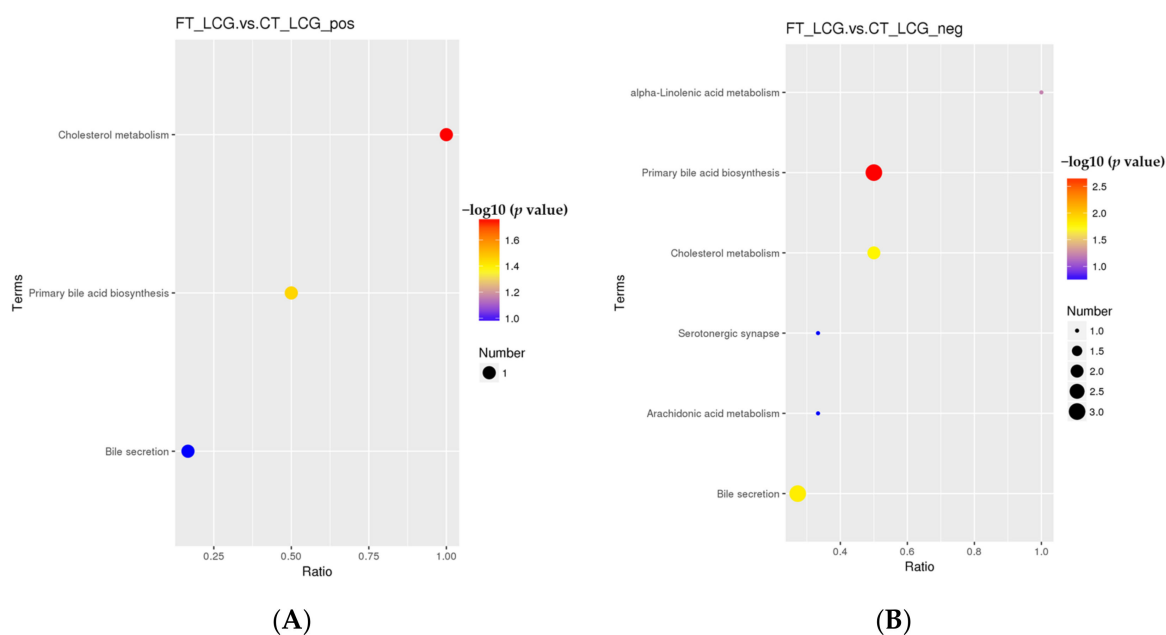 FT_LCG.vs.CT_LCG_pos
Cholesterol metabolism
Primary bile acid biosynthesis
Bile secretion
Terms
0.25 0.50 0.75 1.00
Ratio
−log10 (p value)
1.6
1.4
1.2
1.0
Number
1
(A)
FT_LCG.vs.CT_LCG_neg
alpha-Linolenic acid metabolism
Primary bile acid biosynthesis
Cholesterol metabolism
Serotonergic synapse
Arachidonic acid metabolism
Bile secretion
Terms
0.4 0.6 0.8 1.0
Ratio
−log10 (p value)
2.5
2.0
1.5
1.0
Number
1.0
1.5
2.0
2.5
3.0
(B)